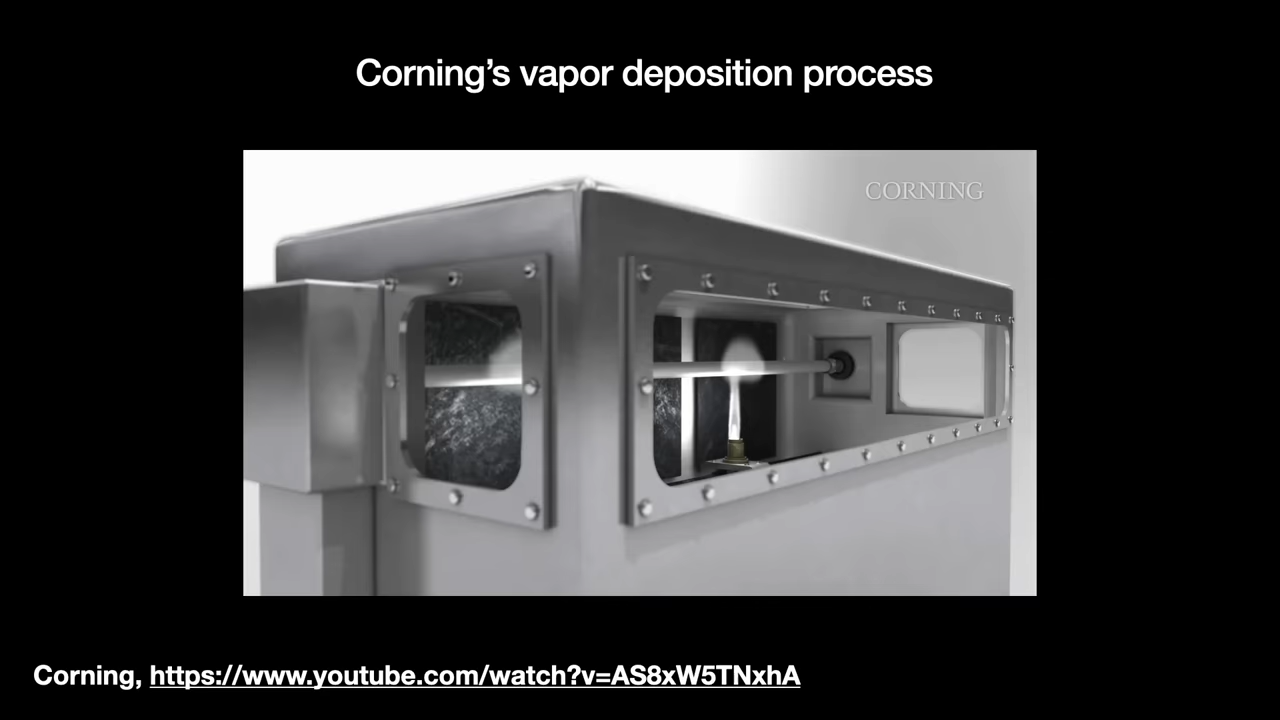 Corning’s vapor deposition process
CORNING
Corning, https://www.youtube.com/watch?v=AS8xW5TNxhA